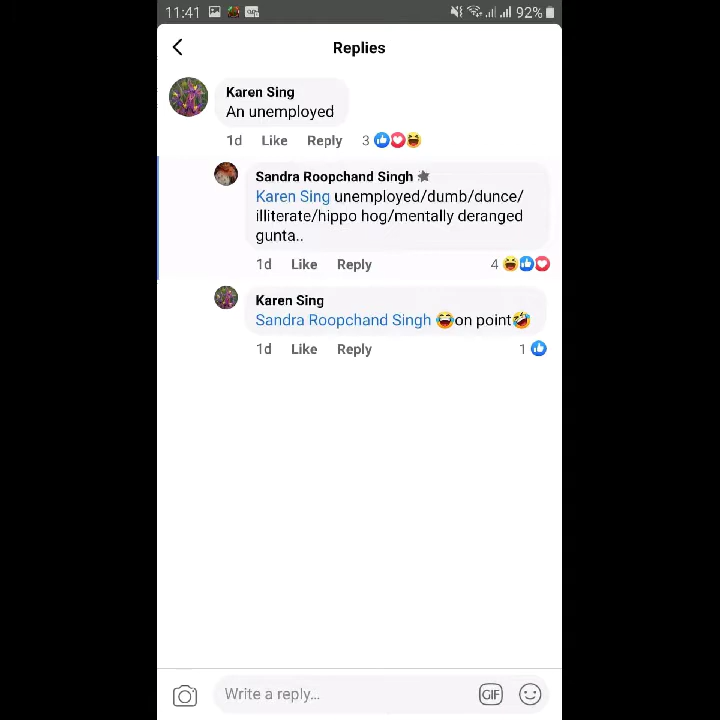 11:41 92%
Replies
Karen Sing
An unemployed
1d Like Reply 3
Sandra Roopchand Singh
Karen Sing unemployed/dumb/dunce/
illiterate/hippo hog/mentally deranged
gunta..
1d Like Reply 4
Karen Sing
Sandra Roopchand Singh 😂on point🤣
1d Like Reply 1
Write a reply...
GIF